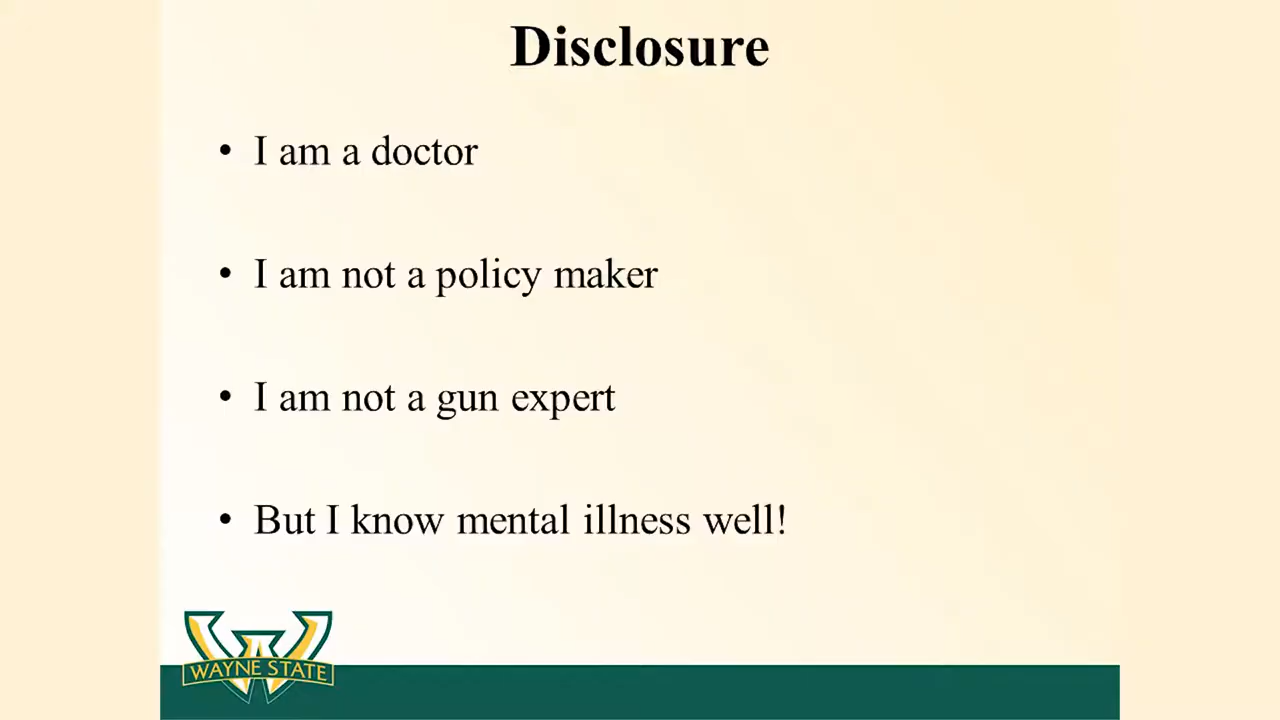 Disclosure
• I am a doctor
• I am not a policy maker
• I am not a gun expert
• But I know mental illness well!
WAYNE STATE